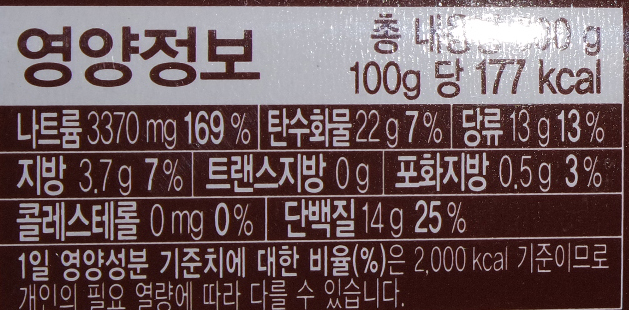 영양정보
총 내용량 g
100g 당 177 kcal
나트륨 3370 mg 169 % 탄수화물 22 g 7% 당류 13 g 13%
지방 3.7 g 7% 트랜스지방 0 g 포화지방 0.5 g 3%
콜레스테롤 0 mg 0% 단백질 14 g 25 %
1일 영양성분 기준치에 대한 비율(%)은 2,000 kcal 기준이므로
개인의 필요 열량에 따라 다를 수 있습니다.